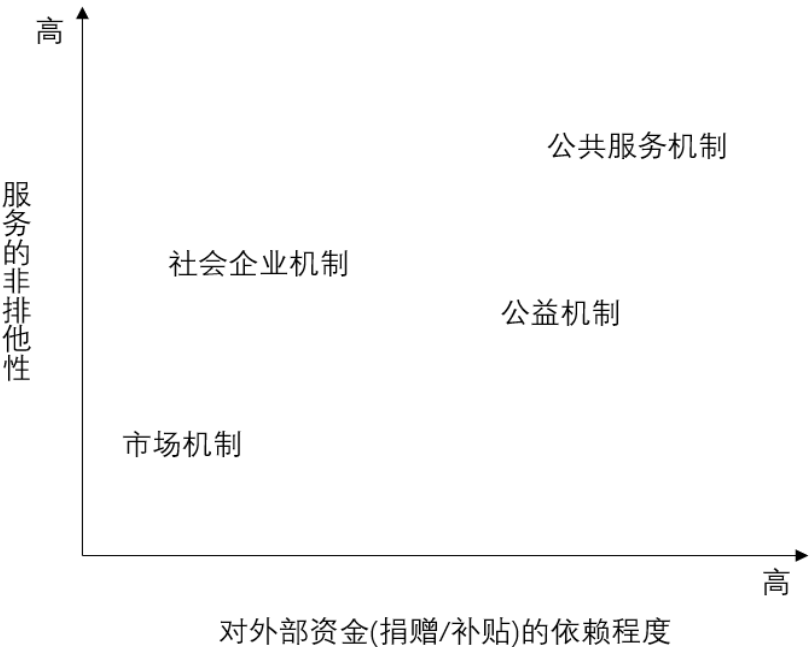 高
公共服务机制
服务的非排他性
社会企业机制
公益机制
市场机制
高
对外部资金(捐赠/补贴)的依赖程度